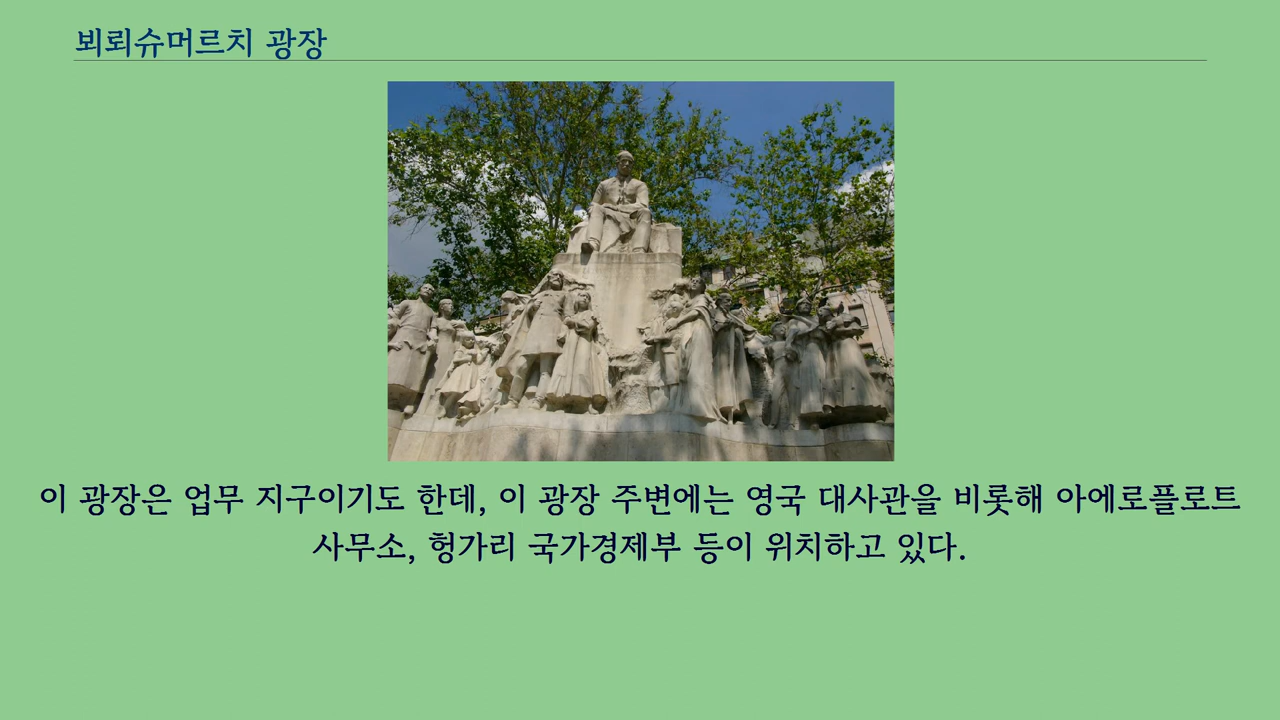 뵈뢰슈머르치 광장
이 광장은 업무 지구이기도 한데, 이 광장 주변에는 영국 대사관을 비롯해 아에로플로트
사무소, 헝가리 국가경제부 등이 위치하고 있다.